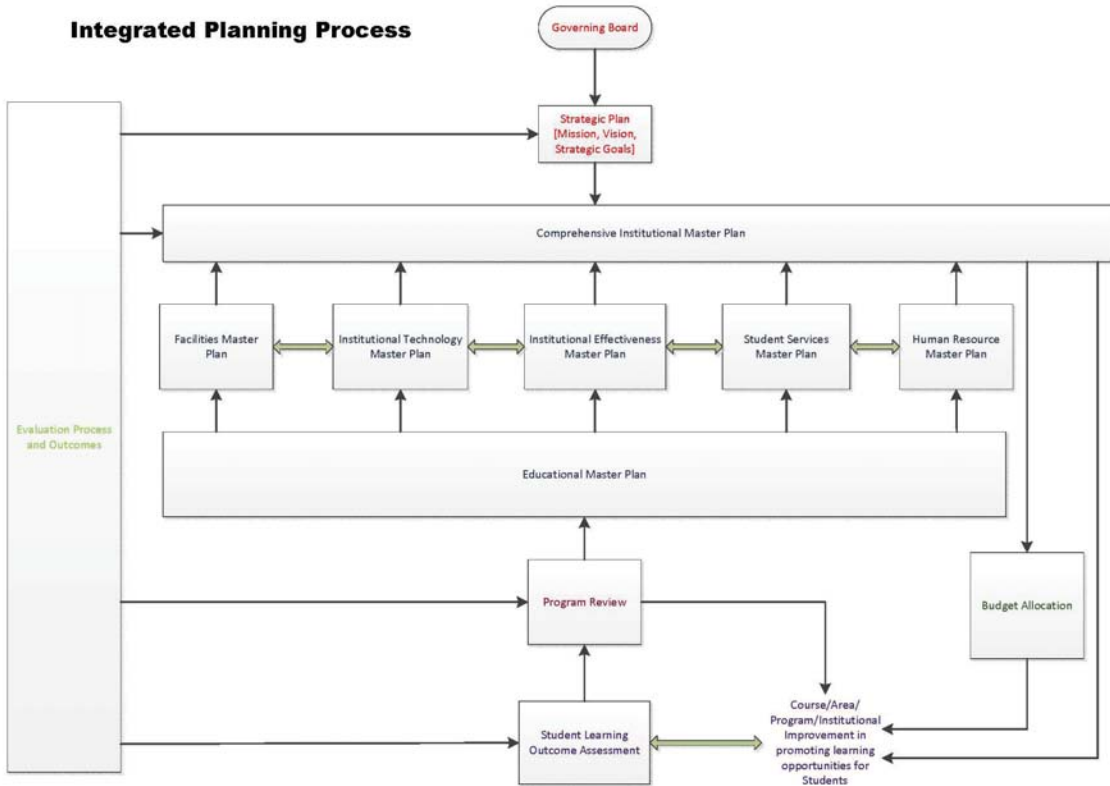 Integrated Planning Process
Governing Board
Strategic Plan
[Mission, Vision,
Strategic Goals]
Comprehensive Institutional Master Plan
Facilities Master
Plan
Institutional Technology
Master Plan
Institutional Effectiveness
Master Plan
Student Services
Master Plan
Human Resource
Master Plan
Evaluation Process
and Outcomes
Educational Master Plan
Program Review
Budget Allocation
Student Learning
Outcome Assessment
Course/Area/
Program/Institutional
Improvement in
promoting learning
opportunities for
Students